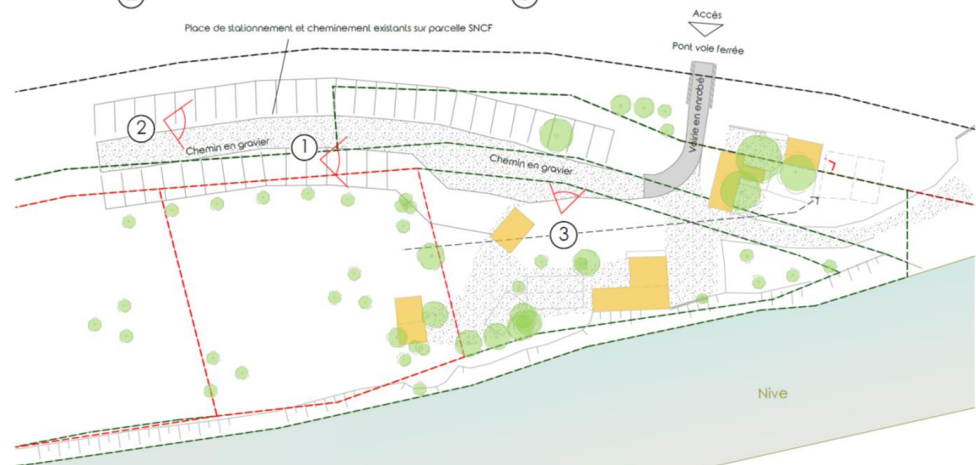 Place de stationnement et cheminement existants sur parcelle SNCF
Accès
Pont voie ferrée
Voirie en enrobé
2
Chemin en gravier
1
Chemin en gravier
3
Nive